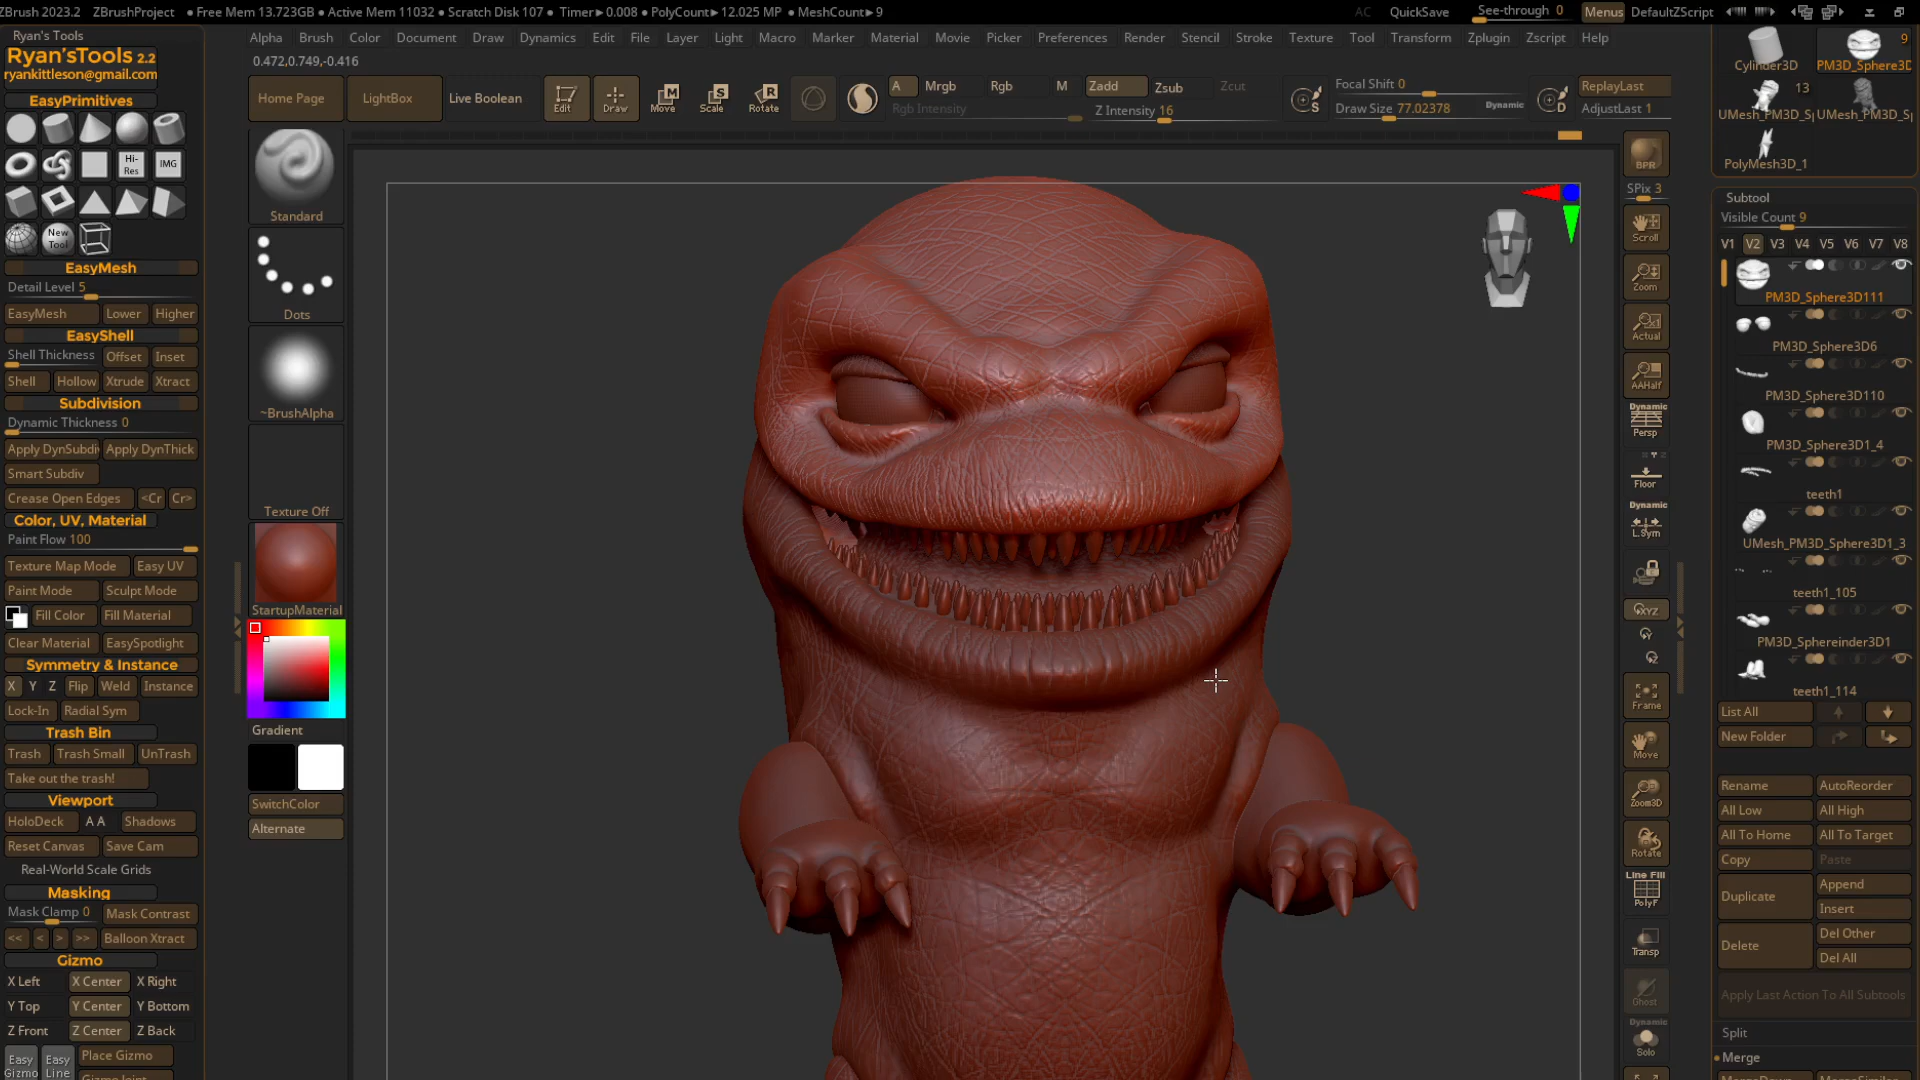 ZBrush 2023.2 ZBrushProject • Free Mem 13.723GB • Active Mem 11032 • Scratch Disk 107 • Timer▸0.008 • PolyCount▸12.025 MP • MeshCount▸9 AC QuickSave See-through 0 Menus DefaultZScript
Ryan's Tools
Alpha Brush Color Document Draw Dynamics Edit File Layer Light Macro Marker Material Movie Picker Preferences Render Stencil Stroke Texture Tool Transform Zplugin Zscript Help
0.472,0.749,-0.416
Ryan'sTools 2.2
ryankittleson@gmail.com
EasyPrimitives
Hi-Res
IMG
New Tool
EasyMesh
Detail Level 5
EasyMesh Lower Higher
EasyShell
Shell Thickness Offset Inset
Shell Hollow Xtrude Xtract
Subdivision
Dynamic Thickness 0
Apply DynSubdiv Apply DynThick
Smart Subdiv
Crease Open Edges <Cr Cr>
Color, UV, Material
Paint Flow 100
Texture Map Mode Easy UV
Paint Mode Sculpt Mode
Fill Color Fill Material
Clear Material EasySpotlight
Symmetry & Instance
X Y Z Flip Weld Instance
Lock-In Radial Sym
Trash Bin
Trash Trash Small UnTrash
Take out the trash!
Viewport
HoloDeck A A Shadows
Reset Canvas Save Cam
Real-World Scale Grids
Masking
Mask Clamp 0 Mask Contrast
<< < > >> Balloon Xtract
Gizmo
X Left X Center X Right
Y Top Y Center Y Bottom
Z Front Z Center Z Back
Easy Gizmo
Easy Line
Place Gizmo
Gizmo Joint
Home Page LightBox Live Boolean Edit Draw Move Scale Rotate
A Mrgb Rgb M Zadd Zsub Zcut
Rgb Intensity Z Intensity 16
Focal Shift 0
Draw Size 77.02378 Dynamic
S
D
ReplayLast
AdjustLast 1
Standard
Dots
~BrushAlpha
Texture Off
StartupMaterial
Gradient
SwitchColor
Alternate
BPR
SPix 3
Scroll
Zoom
Actual
AAHalf
Dynamic
Persp
Floor
Dynamic
L.Sym
XYZ
Frame
Move
Zoom3D
Rotate
Line Fill
PolyF
Transp
Ghost
Dynamic
Solo
9
Cylinder3D PM3D_Sphere3D
13
UMesh_PM3D_Sp UMesh_PM3D_Sp
PolyMesh3D_1
Subtool
Visible Count 9
V1 V2 V3 V4 V5 V6 V7 V8
PM3D_Sphere3D111
PM3D_Sphere3D6
PM3D_Sphere3D110
PM3D_Sphere3D1_4
teeth1
UMesh_PM3D_Sphere3D1_3
teeth1_105
PM3D_Sphereinder3D1
teeth1_114
List All
New Folder
Rename AutoReorder
All Low All High
All To Home All To Target
Copy Paste
Duplicate Append
Insert
Delete Del Other
Del All
Apply Last Action To All Subtools
Split
Merge